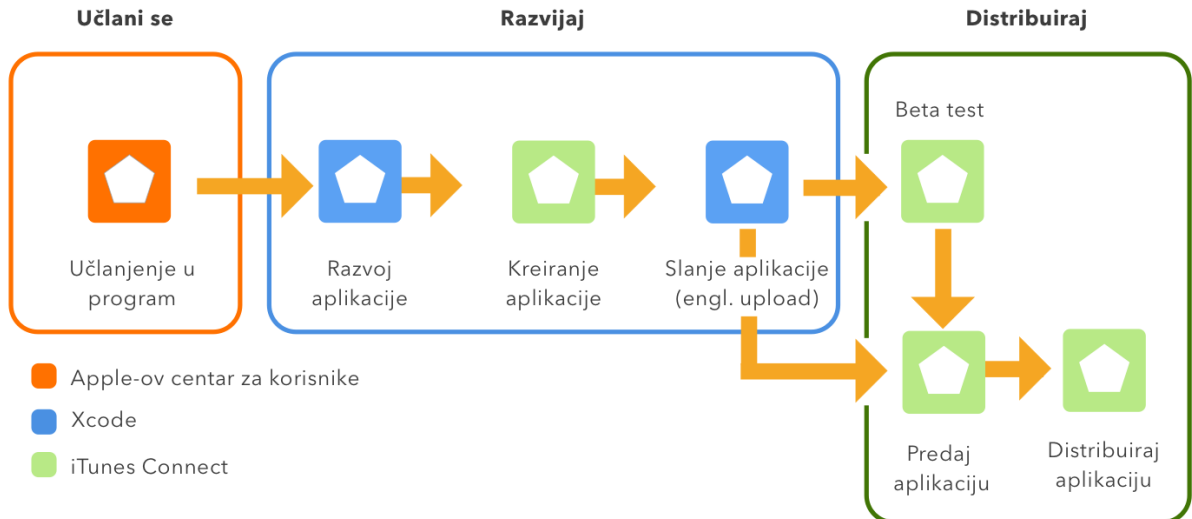 Učlani se
Razvijaj
Distribuiraj
Beta test
Učlanjenje u
program
Razvoj
aplikacije
Kreiranje
aplikacije
Slanje aplikacije
(engl. upload)
Apple-ov centar za korisnike
Xcode
iTunes Connect
Predaj
aplikaciju
Distribuiraj
aplikaciju